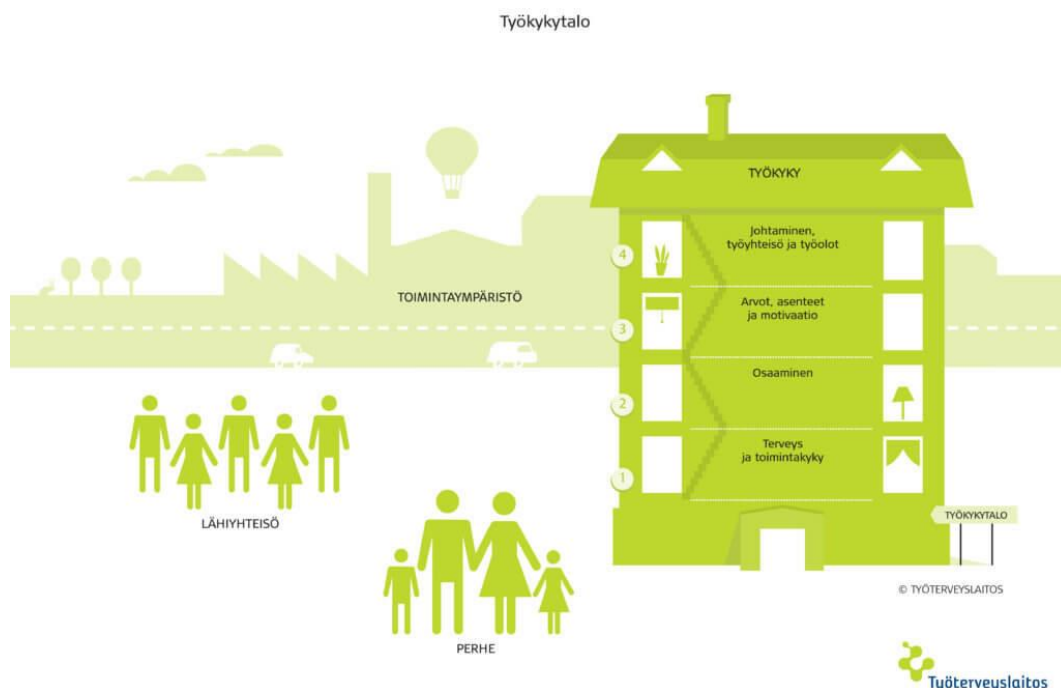 Työkykytalo
TYÖKYKY
Johtaminen,
työyhteisö ja työolot
4
TOIMINTAYMPÄRISTÖ
Arvot, asenteet
ja motivaatio
3
Osaaminen
2
Terveys
ja toimintakyky
1
LÄHIYHTEISÖ
PERHE
TYÖKYKYTALO
© TYÖTERVEYSLAITOS
Työterveyslaitos